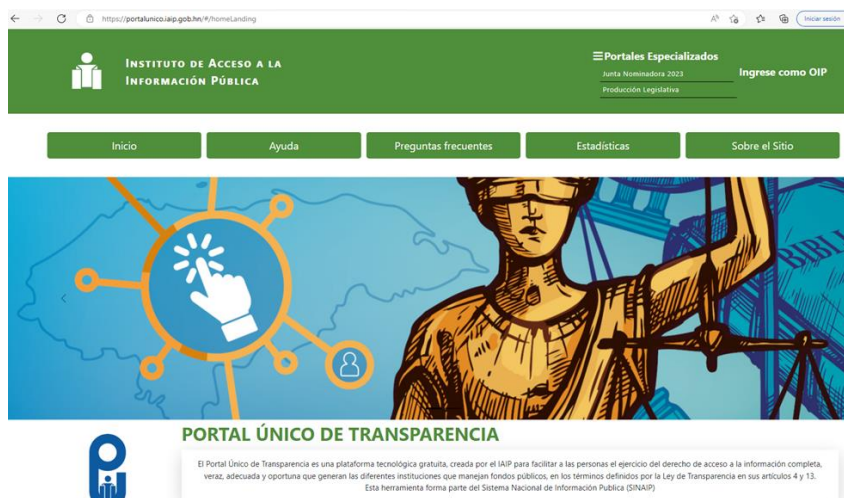 https://portalunico.iaip.gob.hn/#/homeLanding
Iniciar sesión
Instituto de Acceso a la
Información Pública
Portales Especializados
Junta Nominadora 2023
Producción Legislativa
Ingrese como OIP
Inicio
Ayuda
Preguntas frecuentes
Estadísticas
Sobre el Sitio
BIBLI
PORTAL ÚNICO DE TRANSPARENCIA
El Portal Único de Transparencia es una plataforma tecnológica gratuita, creada por el IAIP para facilitar a las personas el ejercicio del derecho de acceso a la información completa,
veraz, adecuada y oportuna que generan las diferentes instituciones que manejan fondos públicos, en los términos definidos por la Ley de Transparencia en sus artículos 4 y 13.
Esta herramienta forma parte del Sistema Nacional de Información Publica (SINAIP)